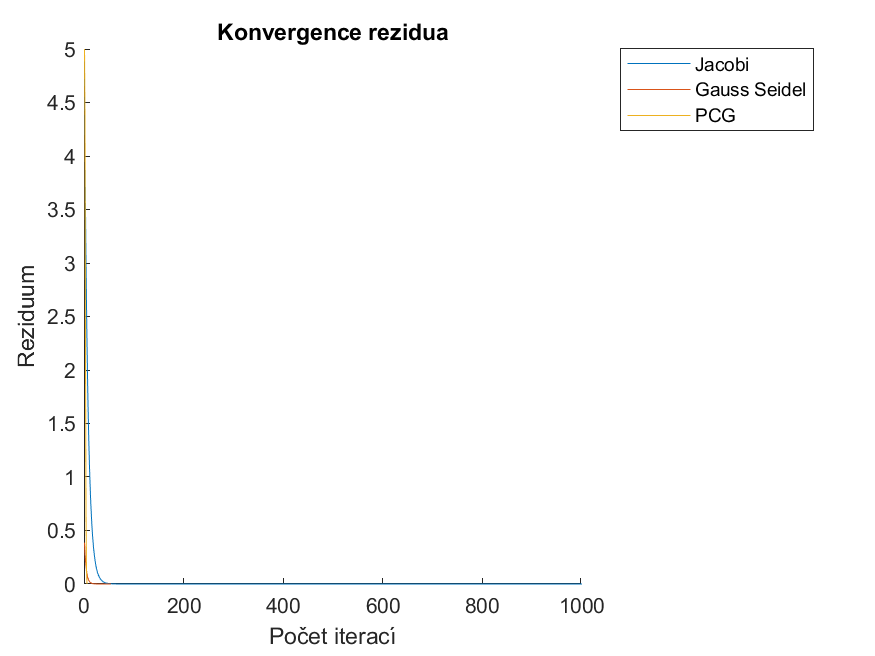 Konvergence rezidua
Jacobi
Gauss Seidel
PCG
5
4.5
4
3.5
3
2.5
2
1.5
1
0.5
0
Reziduum
0
200
400
600
800
1000
Počet iterací